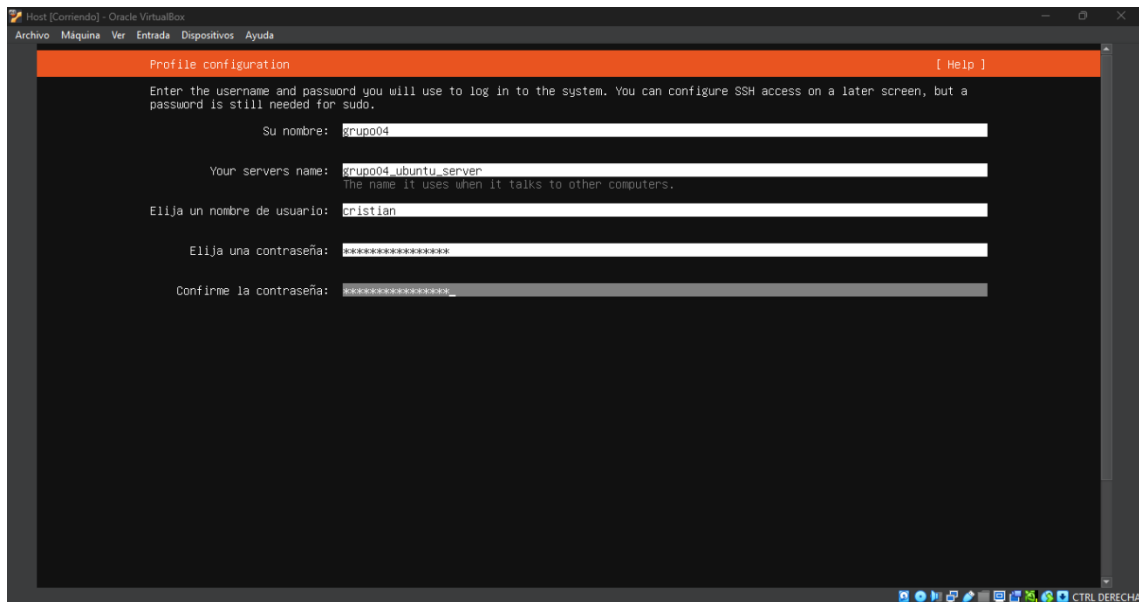 Host [Corriendo] - Oracle VirtualBox
Archivo Máquina Ver Entrada Dispositivos Ayuda
Profile configuration [ Help ]
Enter the username and password you will use to log in to the system. You can configure SSH access on a later screen, but a
password is still needed for sudo.
Su nombre: grupo04
Your servers name: grupo04_ubuntu_server
The name it uses when it talks to other computers.
Elija un nombre de usuario: cristian
Elija una contraseña: ****************
Confirme la contraseña: ****************_
CTRL DERECHA